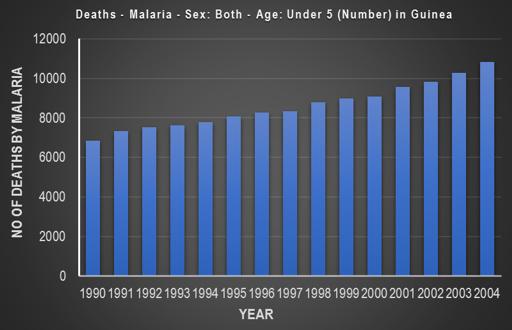 Deaths - Malaria - Sex: Both - Age: Under 5 (Number) in Guinea
NO OF DEATHS BY MALARIA
12000
10000
8000
6000
4000
2000
0
1990 1991 1992 1993 1994 1995 1996 1997 1998 1999 2000 2001 2002 2003 2004
YEAR